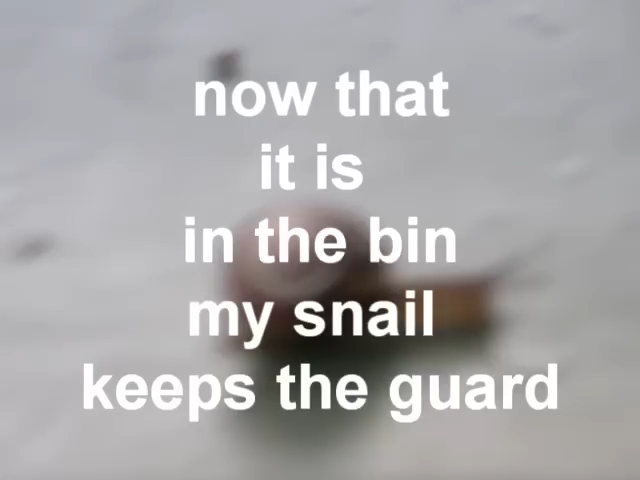 now that
it is
in the bin
my snail
keeps the guard